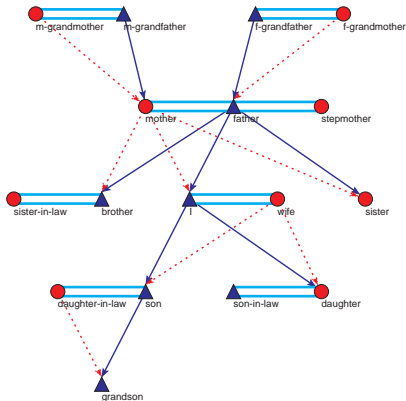 m-grandmother m-grandfather f-grandfather f-grandmother
mother father stepmother
sister-in-law brother I wife sister
daughter-in-law son son-in-law daughter
grandson